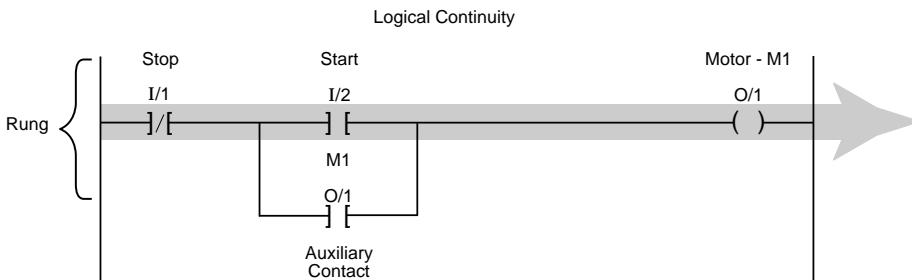 Logical Continuity
Stop
Start
Motor - M1
I/1
I/2
O/1
Rung
]/[
] [
( )
M1
O/1
] [
Auxiliary
Contact